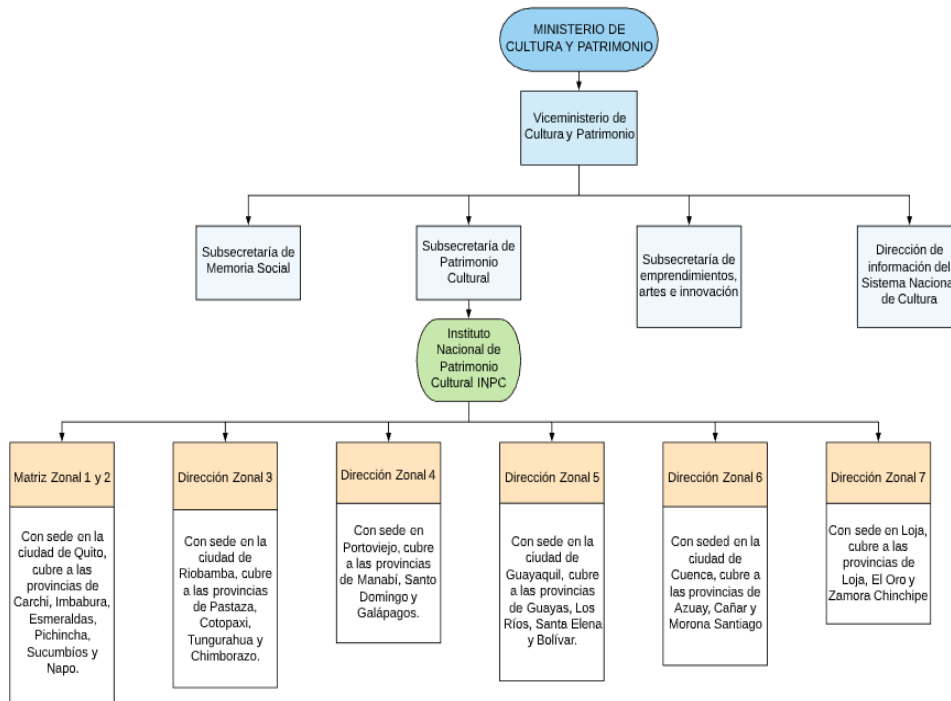 MINISTERIO DE
CULTURA Y PATRIMONIO
Viceministerio de
Cultura y Patrimonio
Subsecretaría de
Memoria Social
Subsecretaría de
Patrimonio
Cultural
Subsecretaría de
emprendimientos,
artes e innovación
Dirección de
información del
Sistema Nacional
de Cultura
Instituto
Nacional de
Patrimonio
Cultural INPC
Matriz Zonal 1 y 2
Con sede en la
ciudad de Quito,
cubre a las
provincias de
Carchi, Imbabura,
Esmeraldas,
Pichincha,
Sucumbíos y
Napo.
Dirección Zonal 3
Con sede en la
ciudad de
Riobamba, cubre
a las provincias
de Pastaza,
Cotopaxi,
Tungurahua y
Chimborazo.
Dirección Zonal 4
Con sede en
Portoviejo, cubre
a las provincias
de Manabí, Santo
Domingo y
Galápagos.
Dirección Zonal 5
Con sede en la
ciudad de
Guayaquil, cubre
a las provincias
de Guayas, Los
Ríos, Santa Elena
y Bolívar.
Dirección Zonal 6
Con seded en la
ciudad de
Cuenca, cubre a
las provincias de
Azuay, Cañar y
Morona Santiago
Dirección Zonal 7
Con sede en Loja,
cubre a las
provincias de
Loja, El Oro y
Zamora Chinchipe